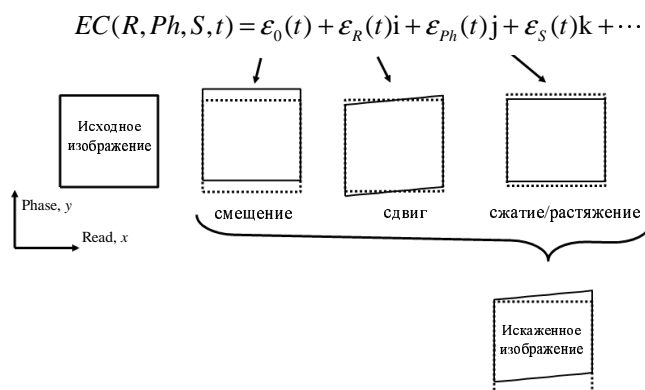 EC(R,Ph,S,t) = ε₀(t) + ε_R(t)i + ε_Ph(t)j + ε_S(t)k + ⋯
Исходное
изображение
смещение
сдвиг
сжатие/растяжение
Phase, y
Read, x
Искаженное
изображение